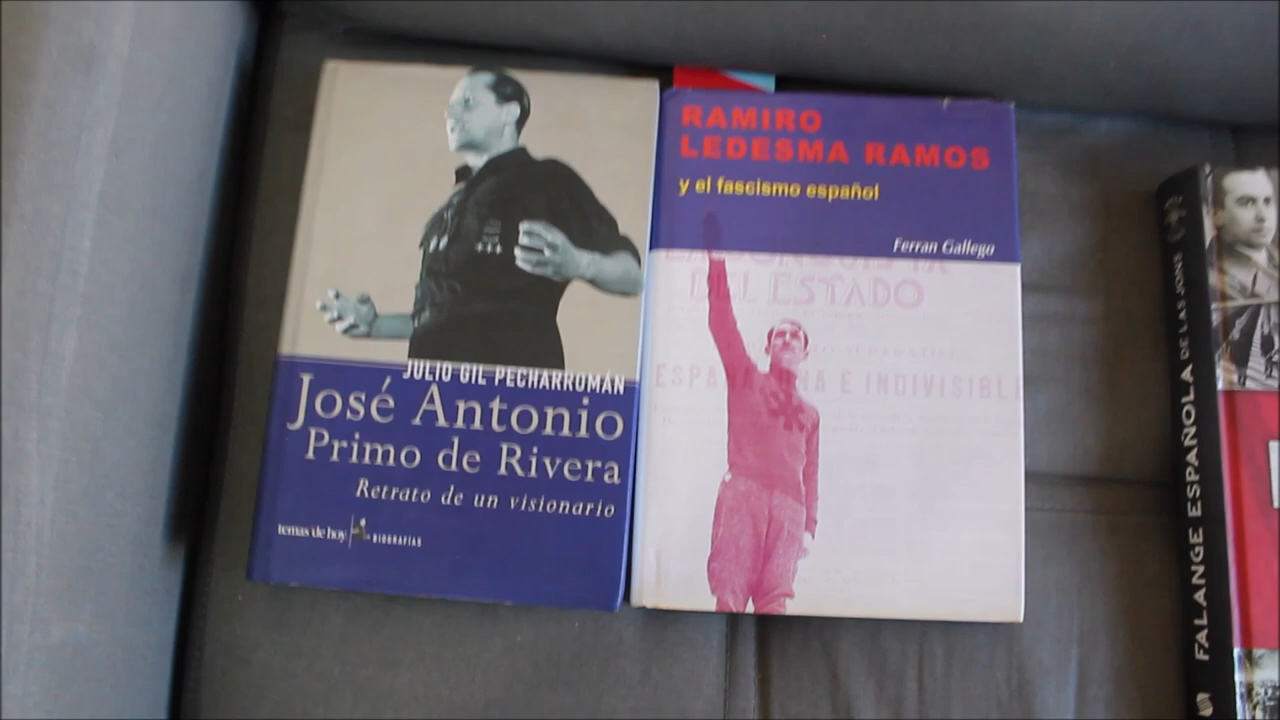 JULIO GIL PECHARROMÁN
José Antonio
Primo de Rivera
Retrato de un visionario
temas de hoy
BIOGRAFÍAS
RAMIRO
LEDESMA RAMOS
y el fascismo español
Ferran Gallego
DEL ESTADO
ESPAÑA UNA E INDIVISIBLE
FALANGE ESPAÑOLA DE LAS JONS